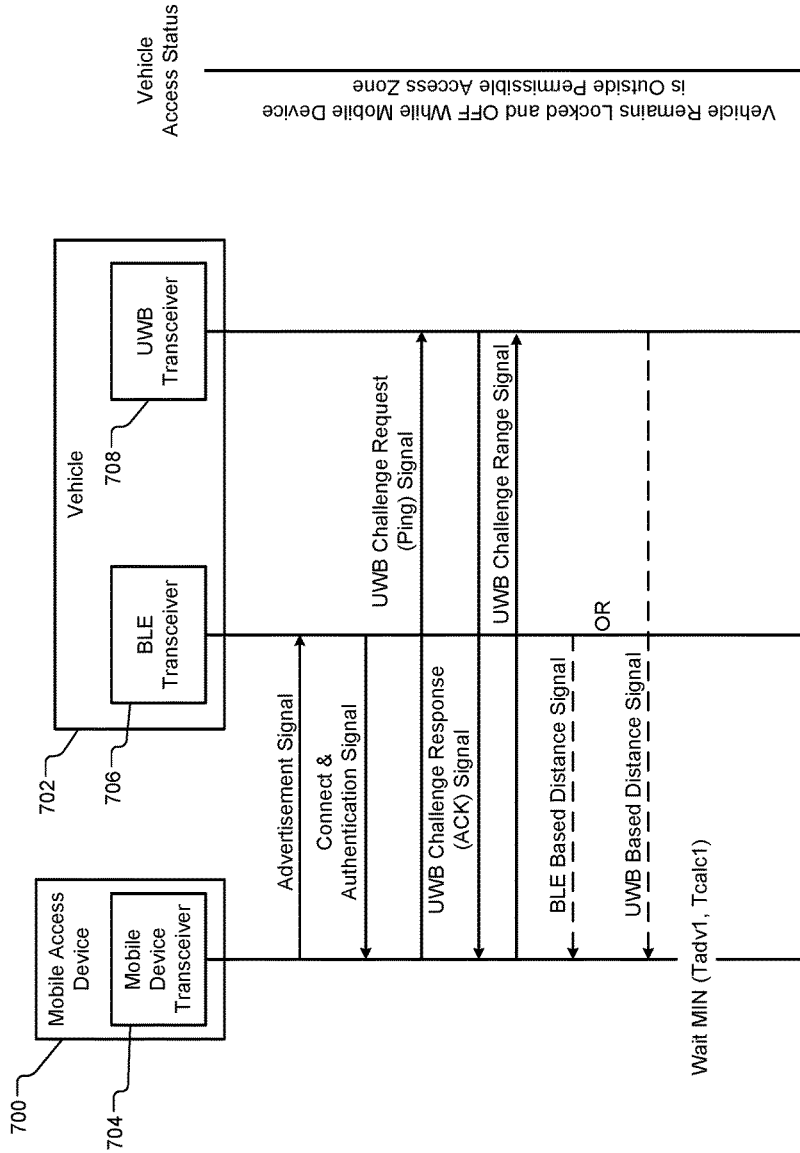 700
Mobile Access
Device
704
Mobile
Device
Transceiver
702
Vehicle
706
BLE
Transceiver
708
UWB
Transceiver
Vehicle
Access Status
Advertisement Signal
Connect &
Authentication Signal
UWB Challenge Request
(Ping) Signal
UWB Challenge Response
(ACK) Signal
UWB Challenge Range Signal
BLE Based Distance Signal
OR
UWB Based Distance Signal
Wait MIN (Tadv1, Tcalc1)
Vehicle Remains Locked and OFF While Mobile Device
is Outside Permissible Access Zone